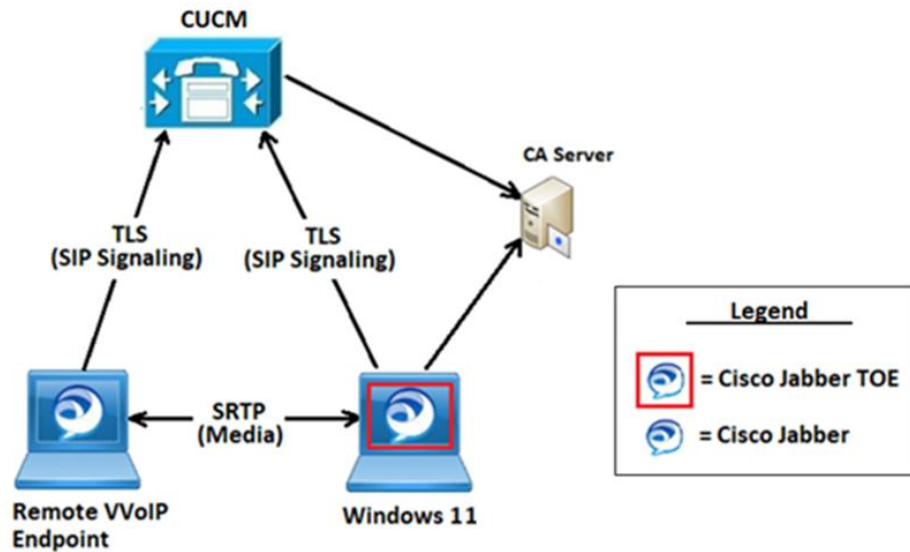 CUCM
CA Server
TLS
(SIP Signaling)
TLS
(SIP Signaling)
SRTP
(Media)
Remote VVoIP
Endpoint
Windows 11
Legend
= Cisco Jabber TOE
= Cisco Jabber